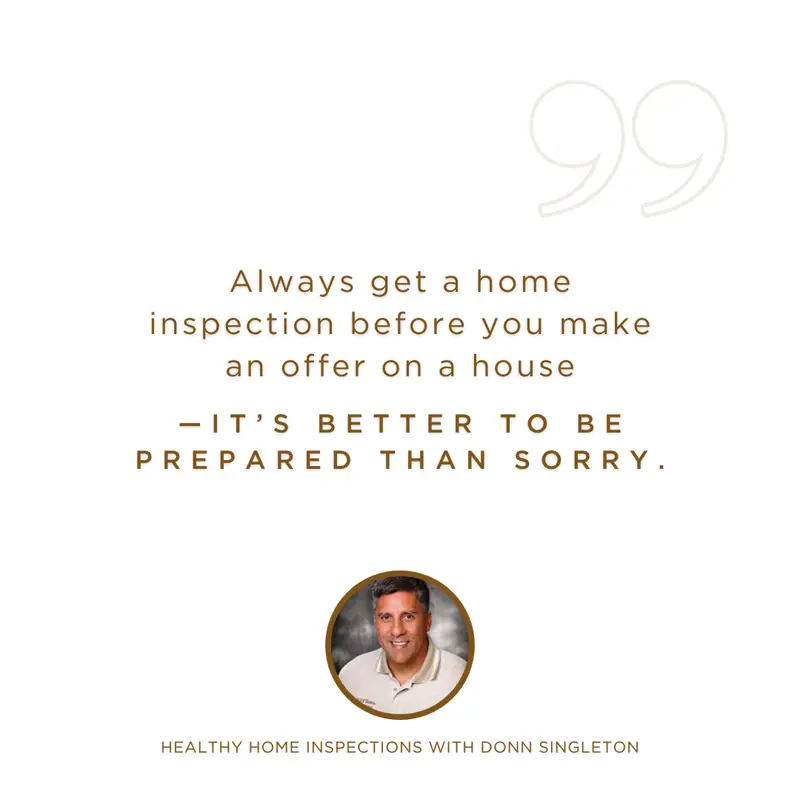 Always get a home
inspection before you make
an offer on a house
—IT’S BETTER TO BE
PREPARED THAN SORRY.
HEALTHY HOME INSPECTIONS WITH DONN SINGLETON